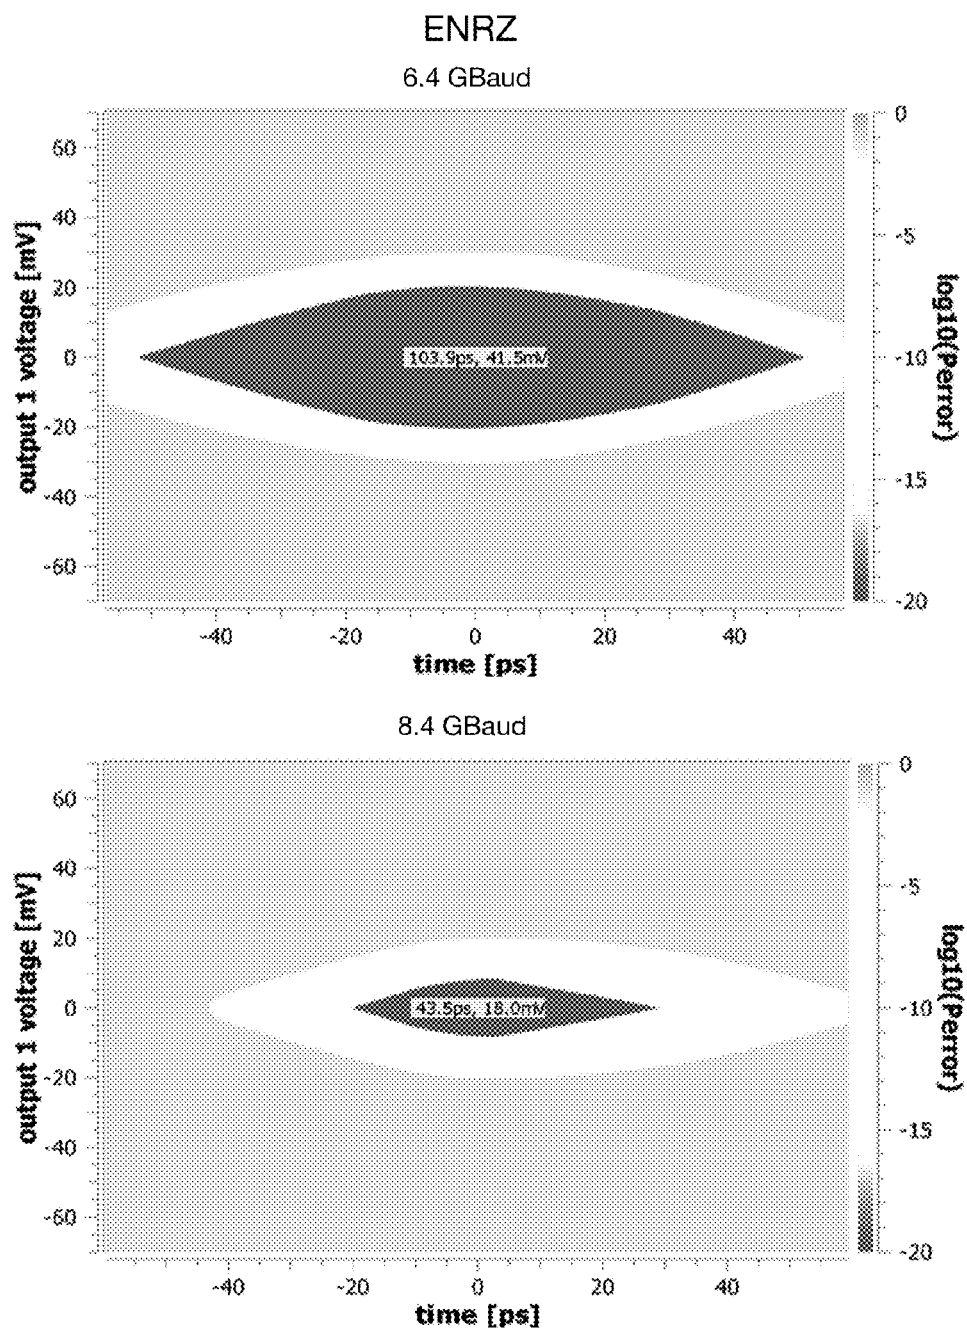 ENRZ
6.4 GBaud
60
40
20
0
-20
-40
-60
output 1 voltage [mV]
103.9ps, 41.5mV
0
-5
-10
-15
-20
log10(Perror)
-40 -20 0 20 40
time [ps]
8.4 GBaud
60
40
20
0
-20
-40
-60
output 1 voltage [mV]
43.5ps, 18.0mV
0
-5
-10
-15
-20
log10(Perror)
-40 -20 0 20 40
time [ps]